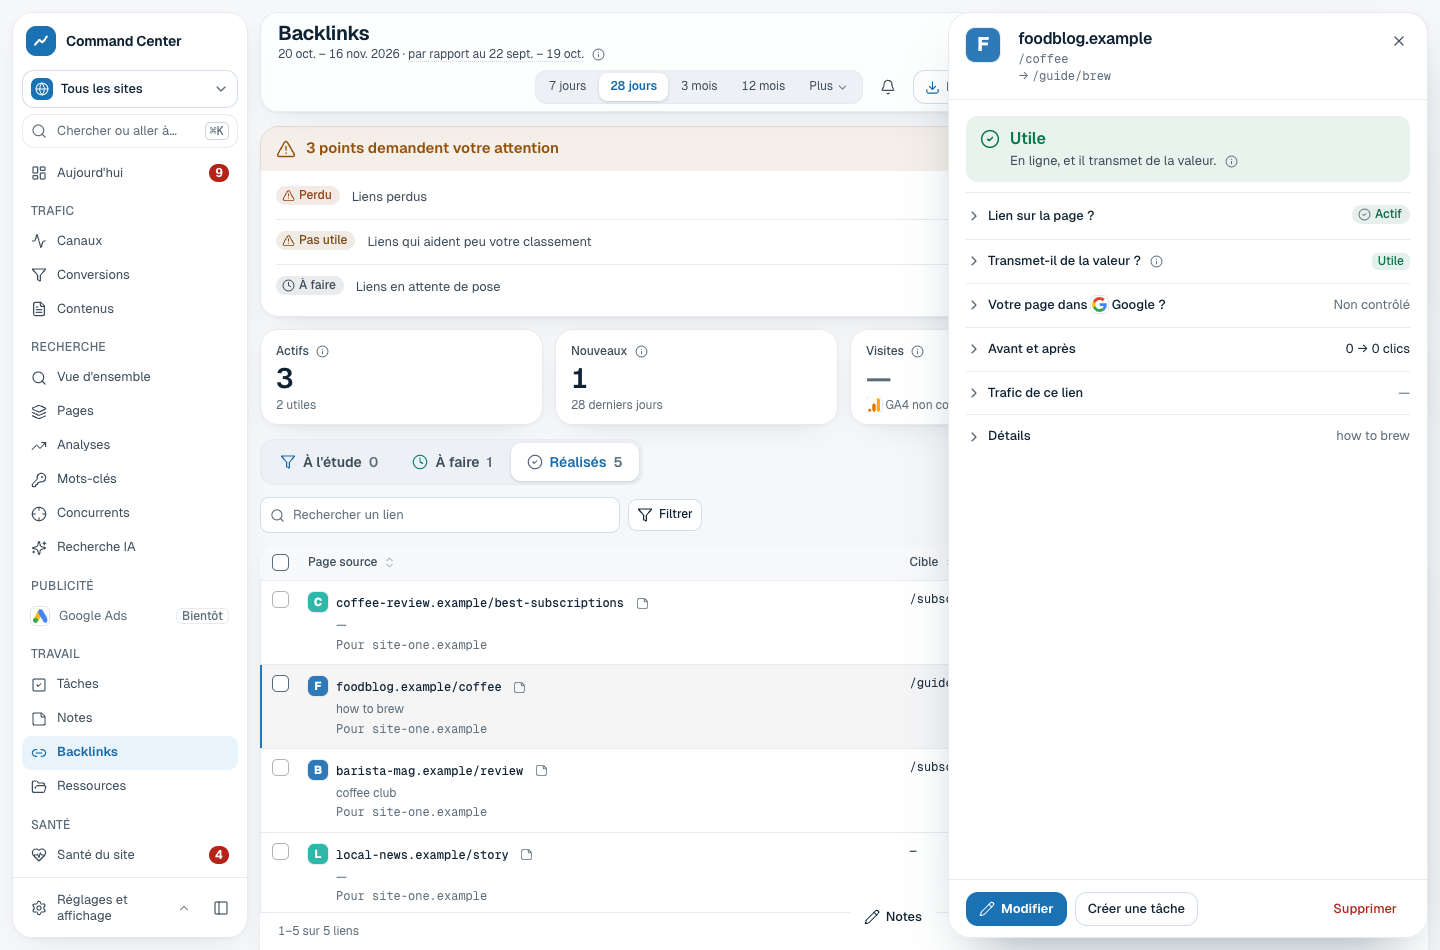 Command Center
Tous les sites
Chercher ou aller à...
⌘K
Aujourd'hui
9
TRAFIC
Canaux
Conversions
Contenus
RECHERCHE
Vue d'ensemble
Pages
Analyses
Mots-clés
Concurrents
Recherche IA
PUBLICITÉ
Google Ads
Bientôt
TRAVAIL
Tâches
Notes
Backlinks
Ressources
SANTÉ
Santé du site
4
Réglages et
affichage
Backlinks
20 oct. – 16 nov. 2026 · par rapport au 22 sept. – 19 oct.
7 jours
28 jours
3 mois
12 mois
Plus
3 points demandent votre attention
Perdu
Liens perdus
Pas utile
Liens qui aident peu votre classement
À faire
Liens en attente de pose
Actifs
3
2 utiles
Nouveaux
1
28 derniers jours
Visites
—
GA4 non co
À l'étude 0
À faire 1
Réalisés 5
Rechercher un lien
Filtrer
Page source
Cible
C
coffee-review.example/best-subscriptions
—
Pour site-one.example
/subsc
F
foodblog.example/coffee
how to brew
Pour site-one.example
/guide
B
barista-mag.example/review
coffee club
Pour site-one.example
/subsc
L
local-news.example/story
—
Pour site-one.example
–
1–5 sur 5 liens
Notes
F
foodblog.example
/coffee
→ /guide/brew
Utile
En ligne, et il transmet de la valeur.
Lien sur la page ?
Actif
Transmet-il de la valeur ?
Utile
Votre page dans Google ?
Non contrôlé
Avant et après
0 → 0 clics
Trafic de ce lien
—
Détails
how to brew
Modifier
Créer une tâche
Supprimer